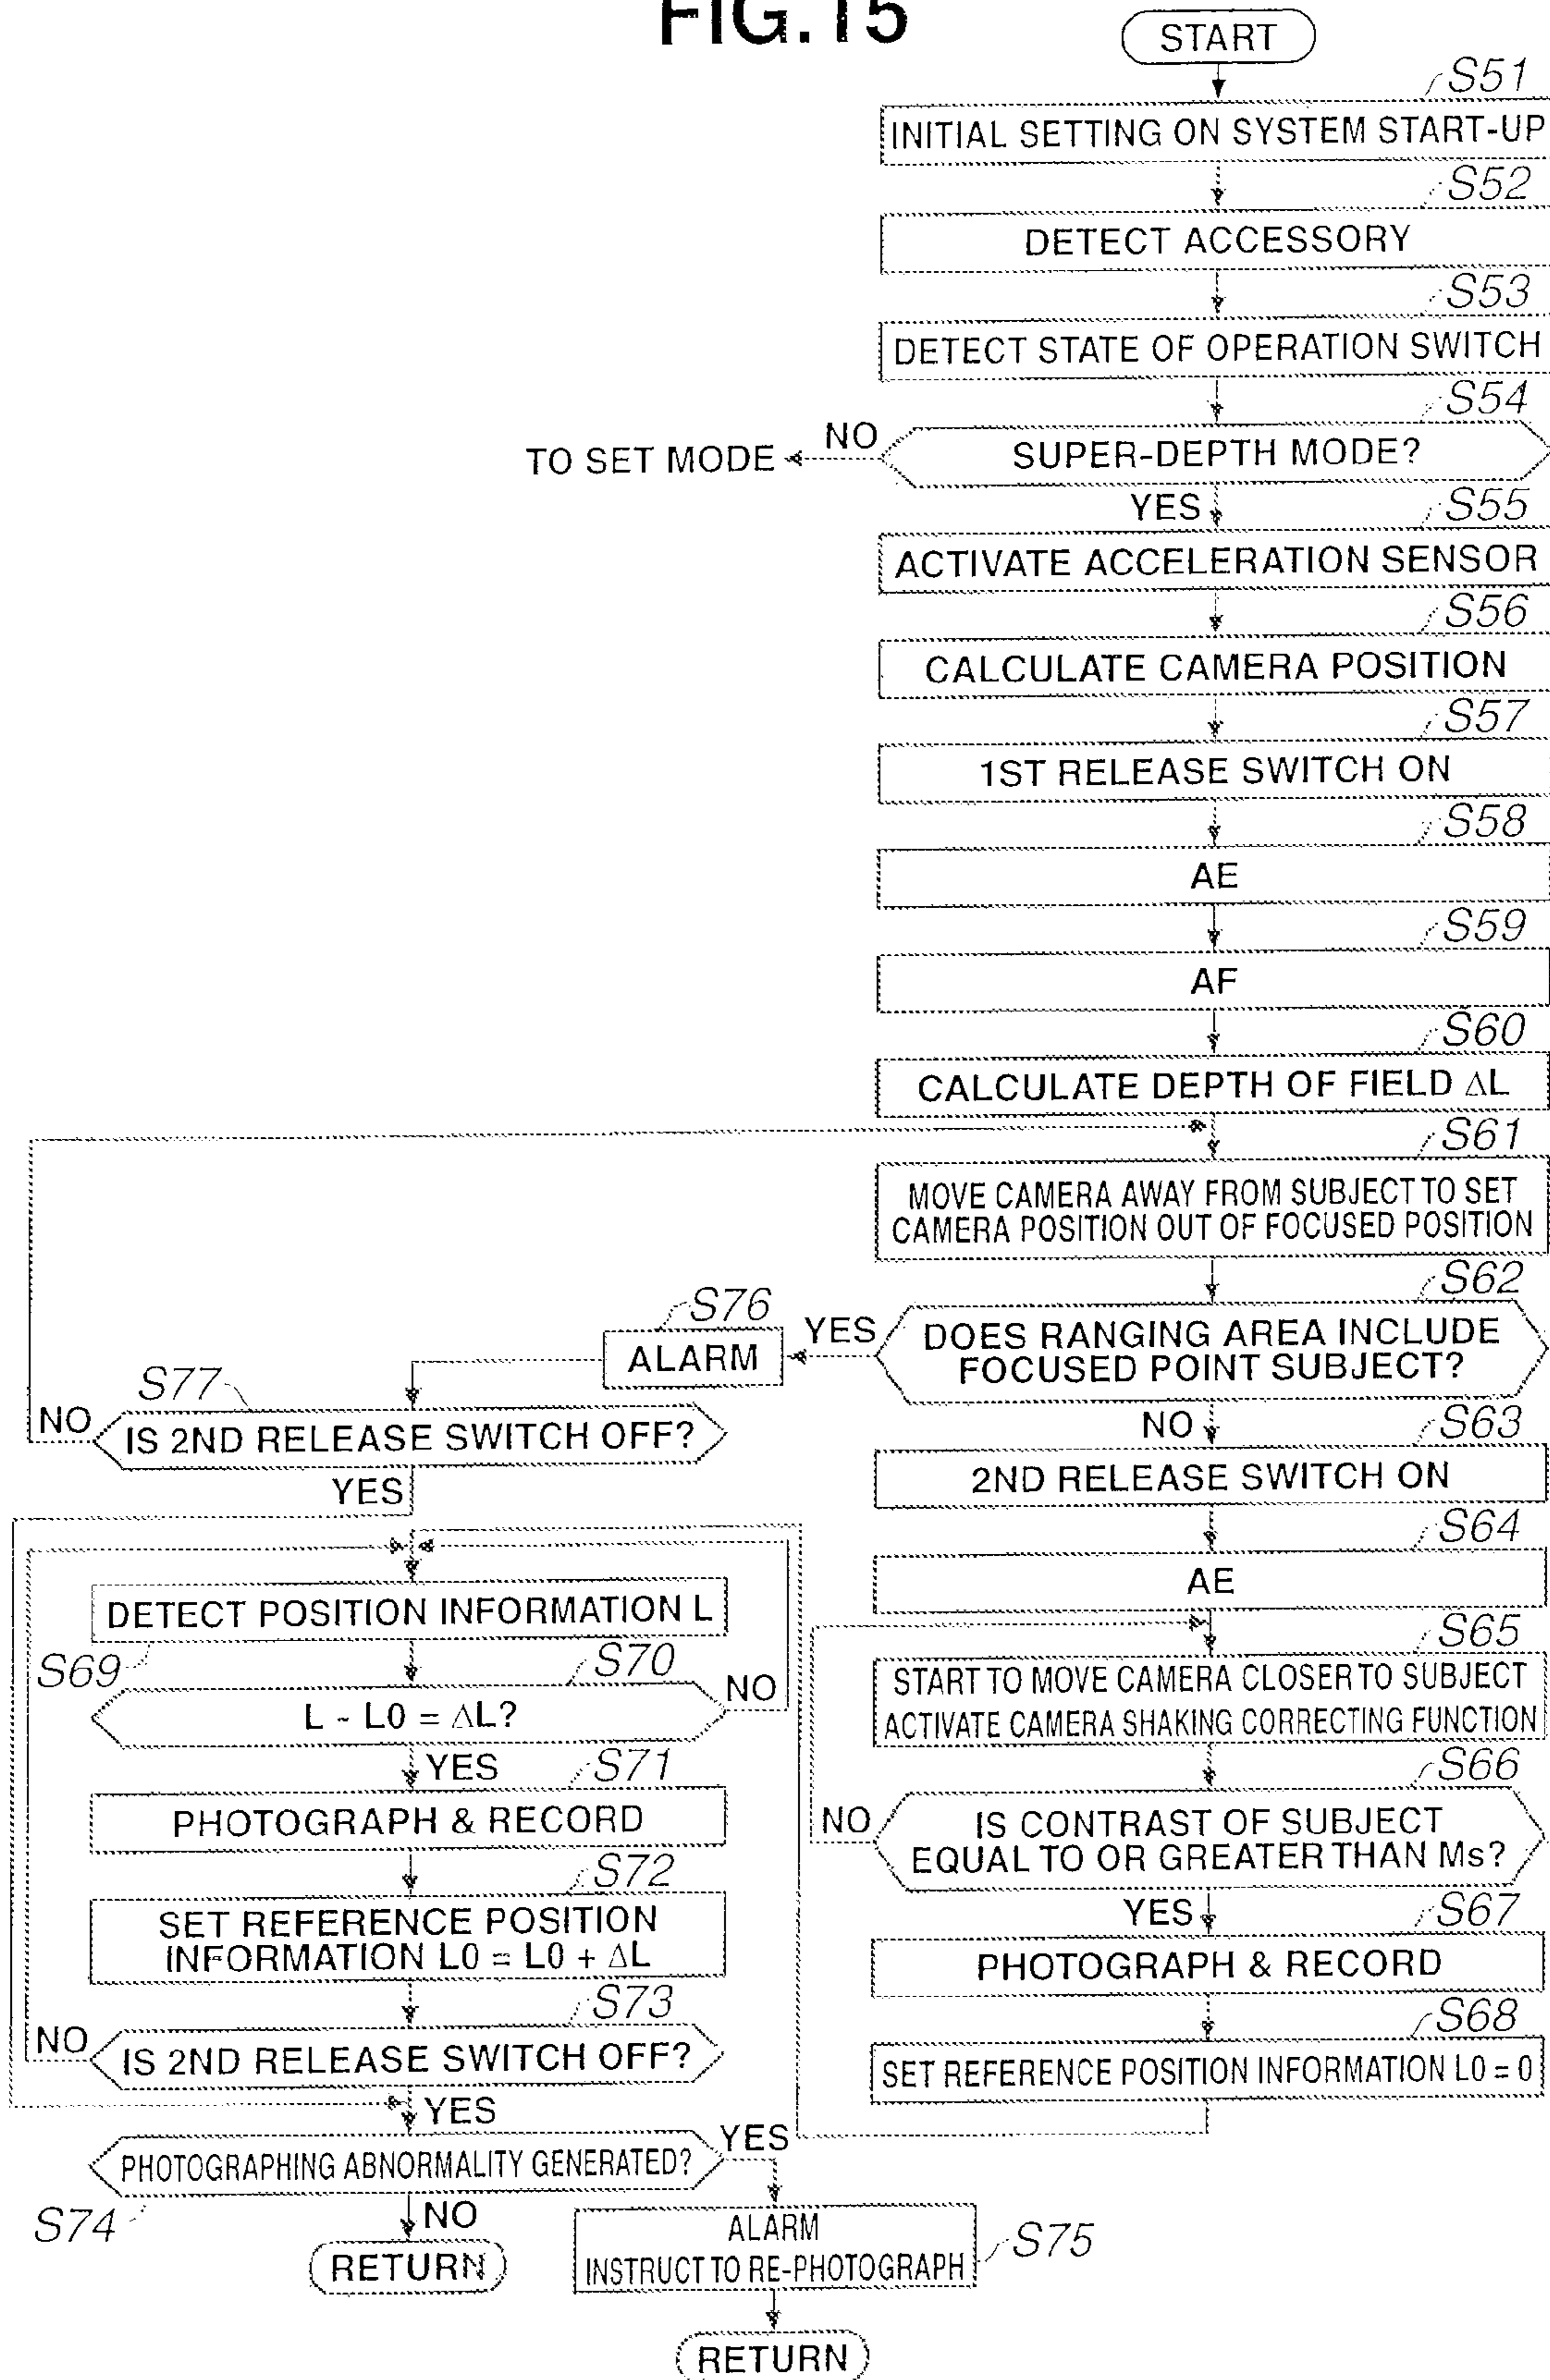 FIG.15
START
S51
INITIAL SETTING ON SYSTEM START-UP
S52
DETECT ACCESSORY
S53
DETECT STATE OF OPERATION SWITCH
S54
SUPER-DEPTH MODE?
NO
TO SET MODE
YES
S55
ACTIVATE ACCELERATION SENSOR
S56
CALCULATE CAMERA POSITION
S57
1ST RELEASE SWITCH ON
S58
AE
S59
AF
S60
CALCULATE DEPTH OF FIELD ΔL
S61
MOVE CAMERA AWAY FROM SUBJECT TO SET
CAMERA POSITION OUT OF FOCUSED POSITION
S62
DOES RANGING AREA INCLUDE
FOCUSED POINT SUBJECT?
YES
S76
ALARM
S77
IS 2ND RELEASE SWITCH OFF?
NO
YES
NO
S63
2ND RELEASE SWITCH ON
S64
AE
S65
START TO MOVE CAMERA CLOSER TO SUBJECT
ACTIVATE CAMERA SHAKING CORRECTING FUNCTION
S66
IS CONTRAST OF SUBJECT
EQUAL TO OR GREATER THAN Ms?
NO
YES
S67
PHOTOGRAPH & RECORD
S68
SET REFERENCE POSITION INFORMATION L0 = 0
DETECT POSITION INFORMATION L
S69
S70
L - L0 = ΔL?
NO
YES
S71
PHOTOGRAPH & RECORD
S72
SET REFERENCE POSITION
INFORMATION L0 = L0 + ΔL
S73
IS 2ND RELEASE SWITCH OFF?
NO
YES
PHOTOGRAPHING ABNORMALITY GENERATED?
S74
YES
NO
RETURN
ALARM
INSTRUCT TO RE-PHOTOGRAPH
S75
RETURN